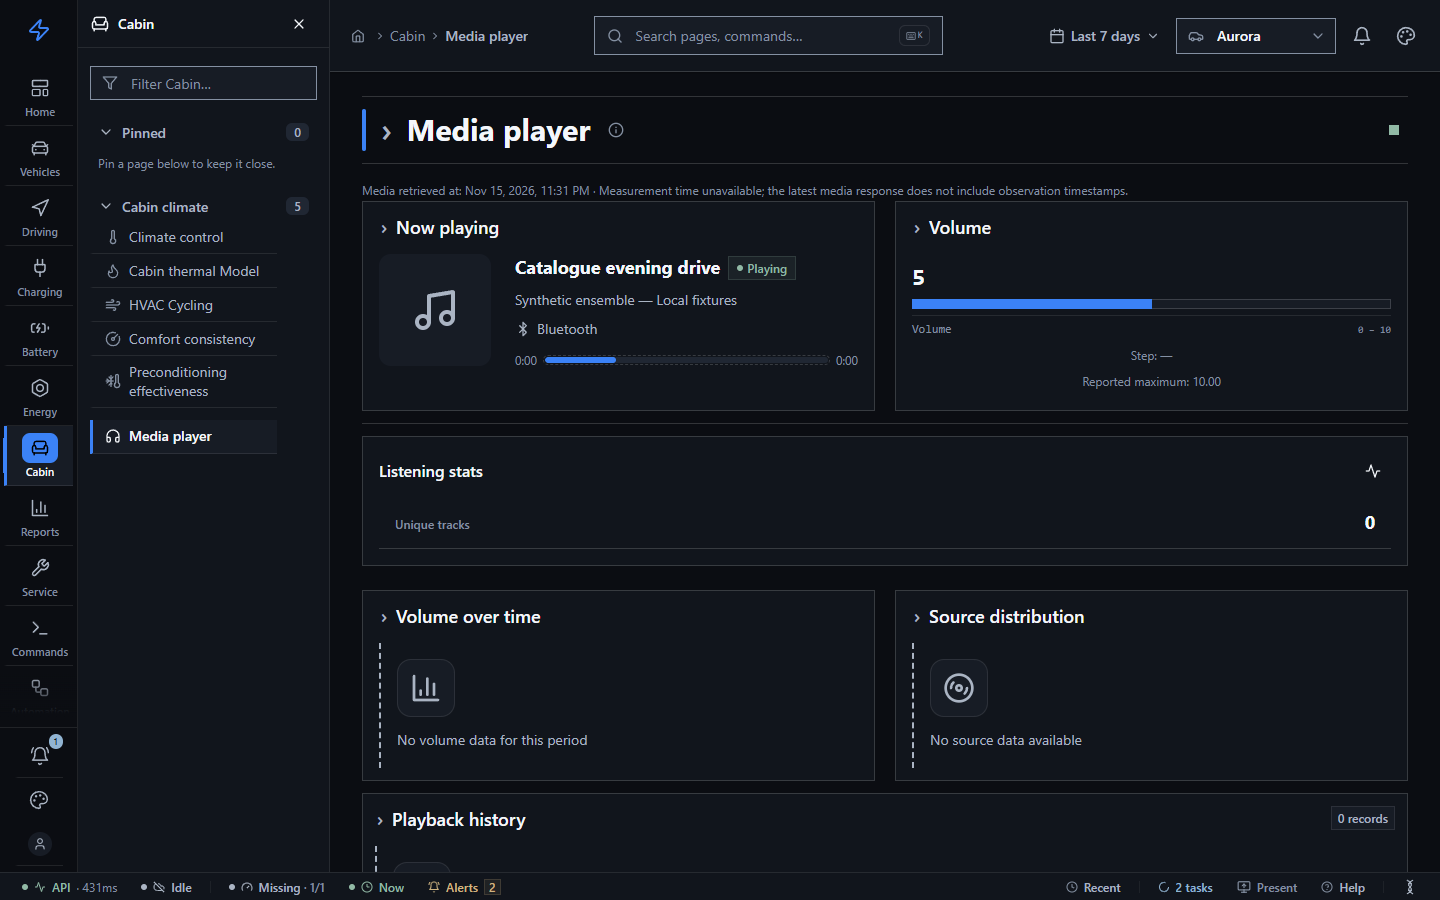 Home
Vehicles
Driving
Charging
Battery
Energy
Cabin
Reports
Service
Commands
1
Cabin
Filter Cabin...
Pinned 0
Pin a page below to keep it close.
Cabin climate 5
Climate control
Cabin thermal Model
HVAC Cycling
Comfort consistency
Preconditioning
effectiveness
Media player
Cabin Media player
Search pages, commands... K
Last 7 days
Aurora
Media player
Media retrieved at: Nov 15, 2026, 11:31 PM · Measurement time unavailable; the latest media response does not include observation timestamps.
Now playing
Catalogue evening drive Playing
Synthetic ensemble — Local fixtures
Bluetooth
0:00 0:00
Volume
5
Volume 0 – 10
Step: —
Reported maximum: 10.00
Listening stats
Unique tracks 0
Volume over time
No volume data for this period
Source distribution
No source data available
Playback history 0 records
API · 431ms Idle Missing · 1/1 Now Alerts 2 Recent 2 tasks Present Help